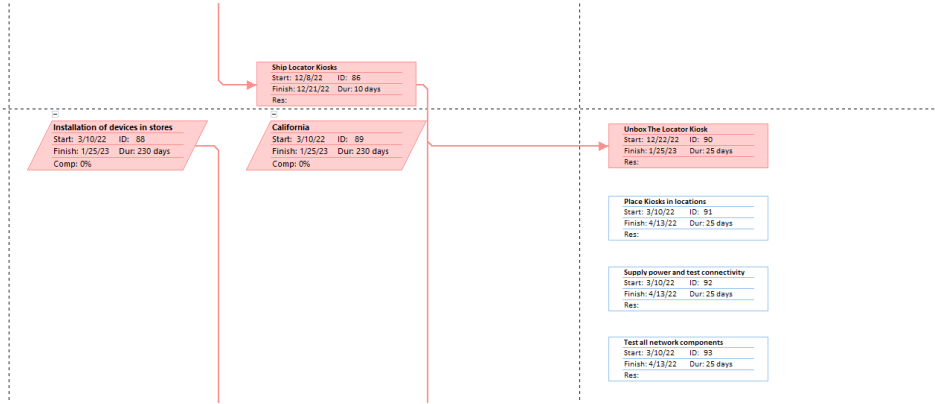 Ship Locator Kiosks
Start: 12/8/22 ID: 86
Finish: 12/21/22 Dur: 10 days
Res:
Installation of devices in stores
Start: 3/10/22 ID: 88
Finish: 1/25/23 Dur: 230 days
Comp: 0%
California
Start: 3/10/22 ID: 89
Finish: 1/25/23 Dur: 230 days
Comp: 0%
Unbox The Locator Kiosk
Start: 12/22/22 ID: 90
Finish: 1/25/23 Dur: 25 days
Res:
Place Kiosks in locations
Start: 3/10/22 ID: 91
Finish: 4/13/22 Dur: 25 days
Res:
Supply power and test connectivity
Start: 3/10/22 ID: 92
Finish: 4/13/22 Dur: 25 days
Res:
Test all network components
Start: 3/10/22 ID: 93
Finish: 4/13/22 Dur: 25 days
Res: